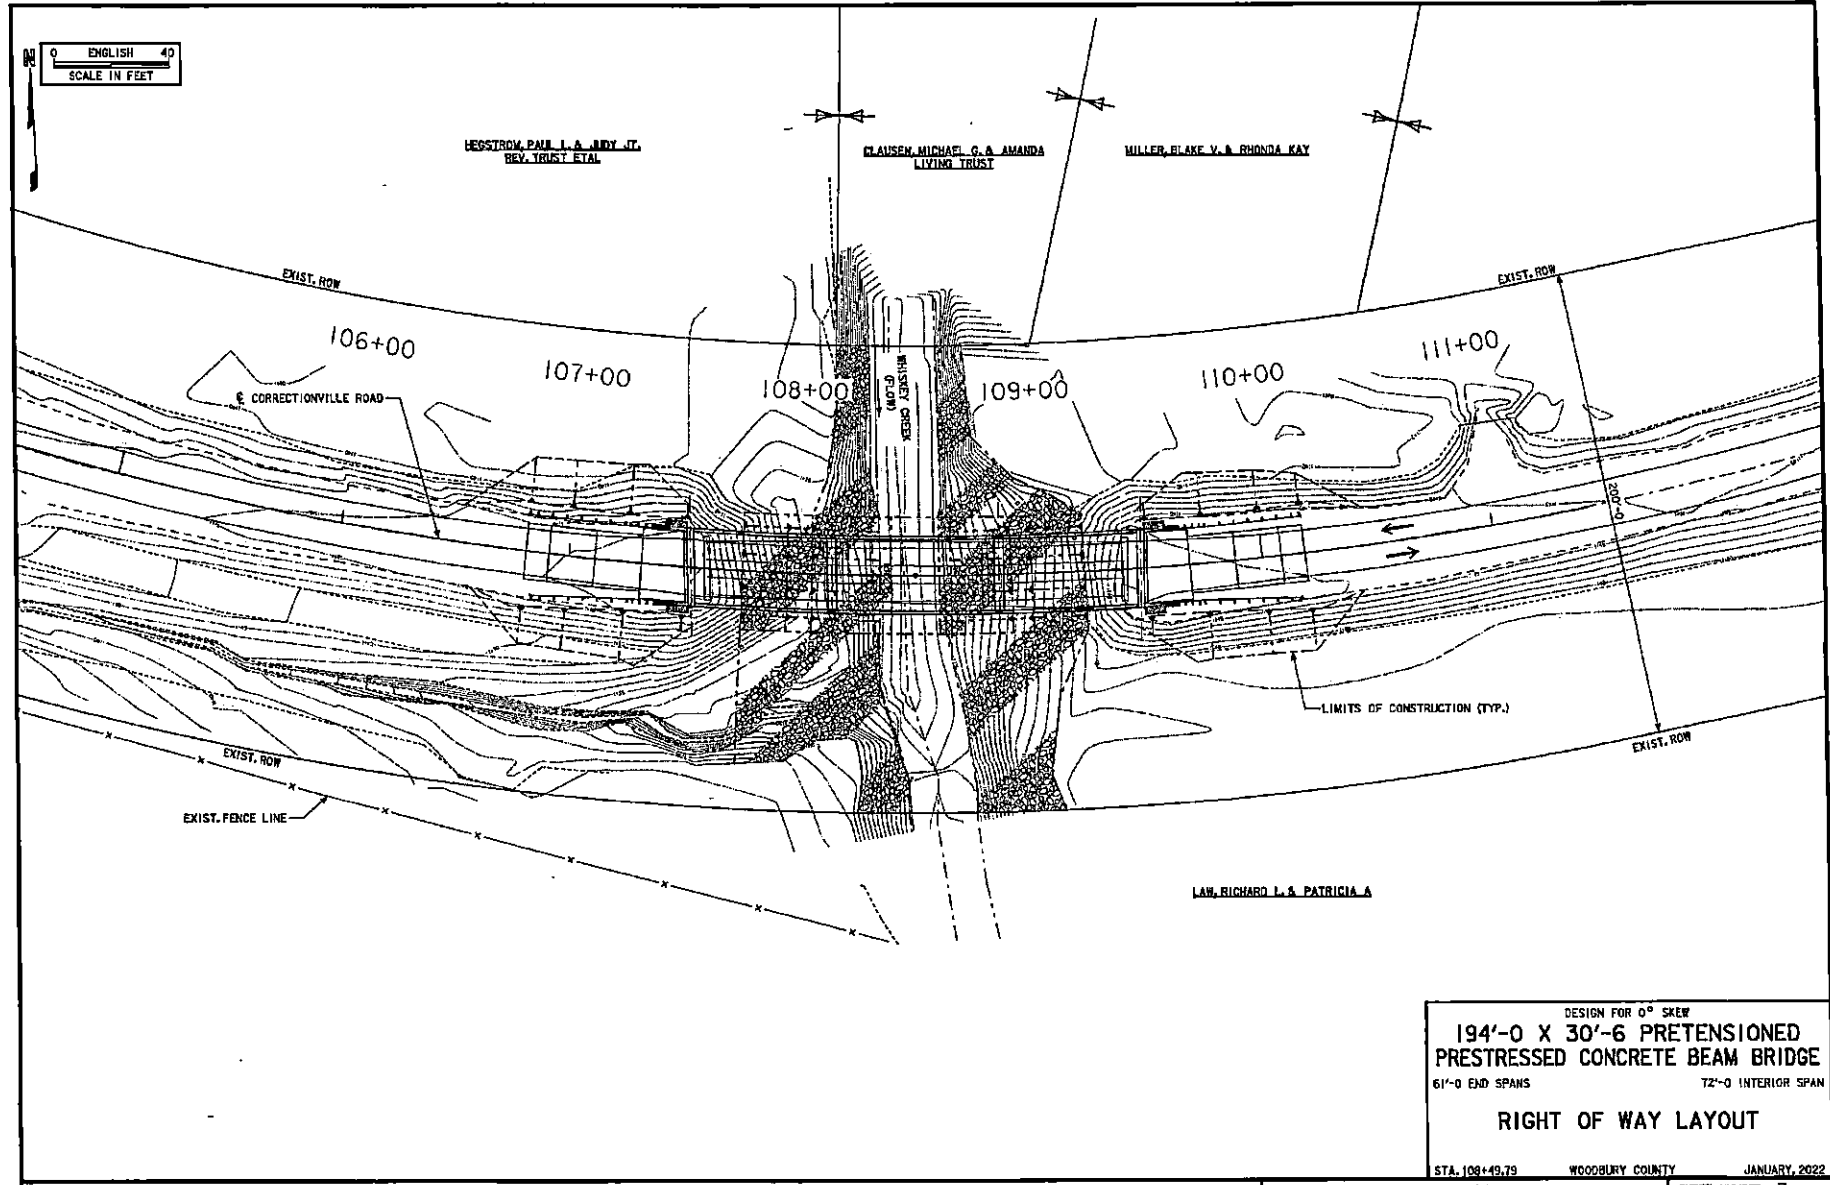 N
0 ENGLISH 40
SCALE IN FEET
HEGSTROM, PAUL L. & JUDY JT.
REV. TRUST ETAL
CLAUSEN, MICHAEL G. & AMANDA
LIVING TRUST
MILLER, BLAKE V. & RHONDA KAY
EXIST. ROW
EXIST. ROW
106+00
107+00
108+00
109+00
110+00
111+00
WHISKEY CREEK
(FLOW)
℄ CORRECTIONVILLE ROAD
200'-0
LIMITS OF CONSTRUCTION (TYP.)
EXIST. ROW
EXIST. ROW
EXIST. FENCE LINE
LAW, RICHARD L. & PATRICIA A
DESIGN FOR 0° SKEW
194'-0 X 30'-6 PRETENSIONED
PRESTRESSED CONCRETE BEAM BRIDGE
61'-0 END SPANS 72'-0 INTERIOR SPAN
RIGHT OF WAY LAYOUT
STA. 108+49.79 WOODBURY COUNTY JANUARY, 2022